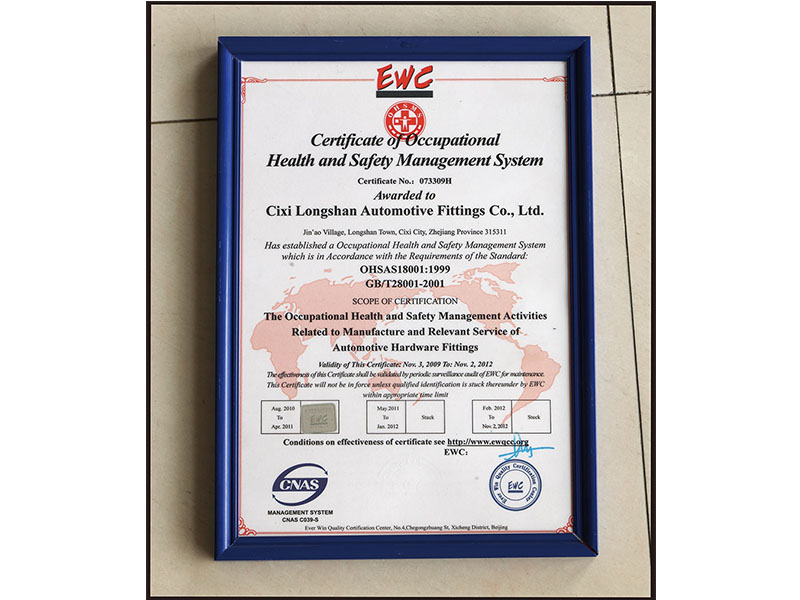 EWC
OHSMS
Certificate of Occupational
Health and Safety Management System
Certificate No.: 073309H
Awarded to
Cixi Longshan Automotive Fittings Co., Ltd.
Jin'ao Village, Longshan Town, Cixi City, Zhejiang Province 315311
Has established a Occupational Health and Safety Management System
which is in Accordance with the Requirements of the Standard:
OHSAS18001:1999
GB/T28001-2001
SCOPE OF CERTIFICATION
The Occupational Health and Safety Management Activities
Related to Manufacture and Relevant Service of
Automotive Hardware Fittings
Validity of This Certificate: Nov. 3, 2009 To: Nov. 2, 2012
The effectiveness of this Certificate shall be validated by periodic surveillance audit of EWC for maintenance.
This Certificate will not be in force unless qualified identification is stuck thereunder by EWC
within appropriate time limit
Aug. 2010
To
Apr. 2011
EWC
May.2011
To
Jan. 2012
Stuck
Feb. 2012
To
Nov. 2, 2012
Stuck
Conditions on effectiveness of certificate see http://www.ewqcc.org
EWC:
CNAS
MANAGEMENT SYSTEM
CNAS C039-S
Ever Win Quality Certification Center
EWC
Ever Win Quality Certification Center, No.4,Chegongzhuang St, Xicheng District, Beijing